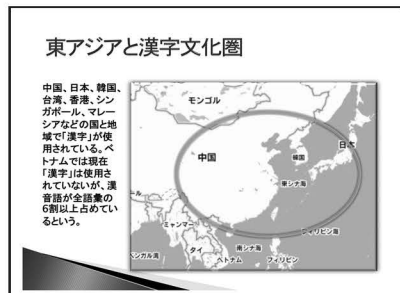 東アジアと漢字文化圏
中国、日本、韓国、
台湾、香港、シン
ガポール、マレー
シアなどの国と地
域で「漢字」が使
用されている。ベ
トナムでは現在
「漢字」は使用さ
れていないが、漢
音語が全語彙の
6割以上占めてい
るという。
モンゴル
中国
韓国
日本
東シナ海
ール
ミャンマー
タイ
ベンガル湾
ベトナム
南シナ海
フィリピン
フィリピン海